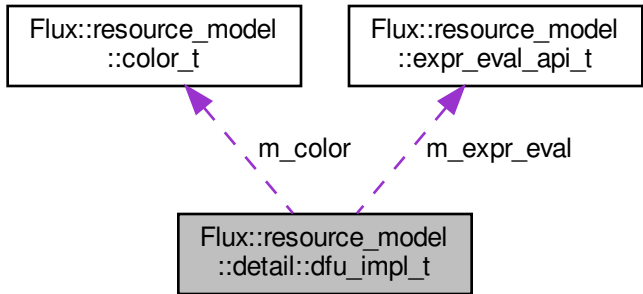 Flux::resource_model
::color_t
Flux::resource_model
::expr_eval_api_t
m_color
m_expr_eval
Flux::resource_model
::detail::dfu_impl_t